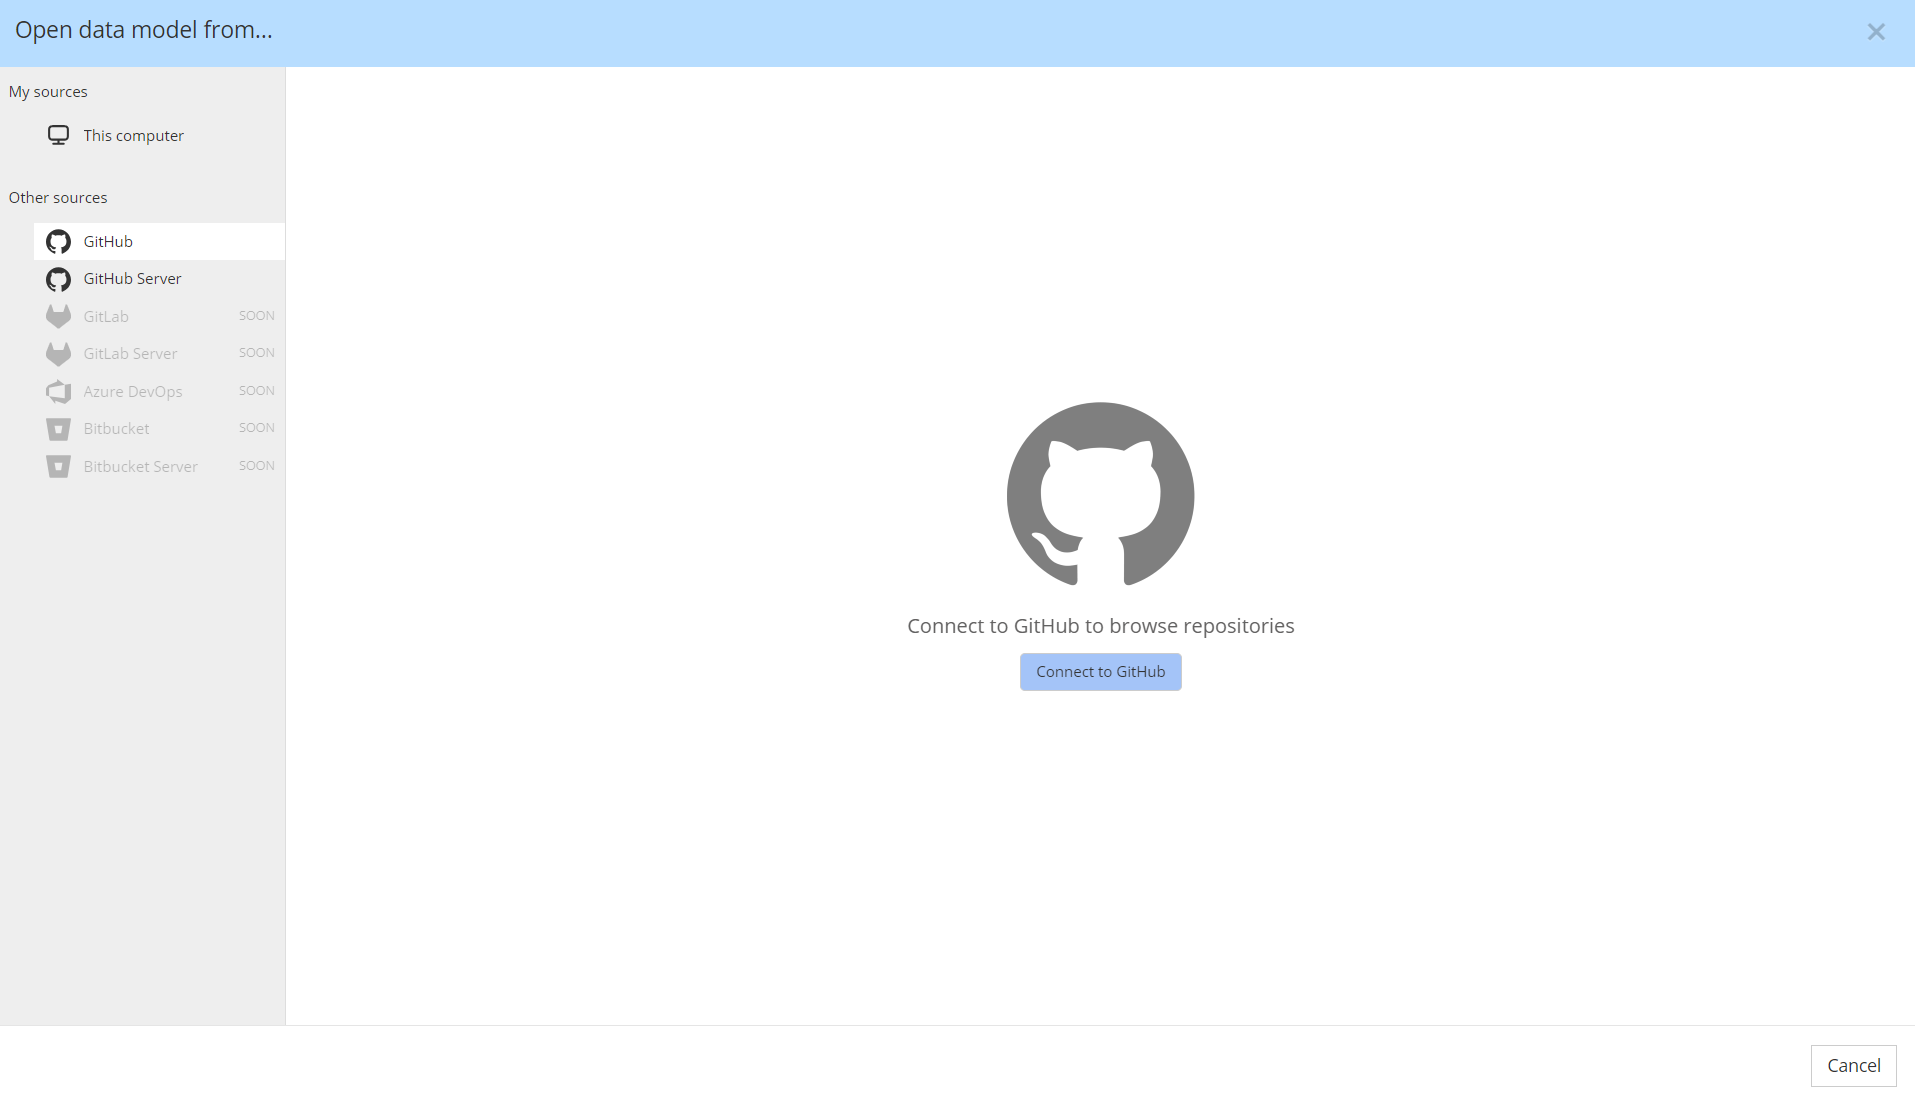 Open data model from...
My sources
This computer
Other sources
GitHub
GitHub Server
GitLab SOON
GitLab Server SOON
Azure DevOps SOON
Bitbucket SOON
Bitbucket Server SOON
Connect to GitHub to browse repositories
Connect to GitHub
Cancel